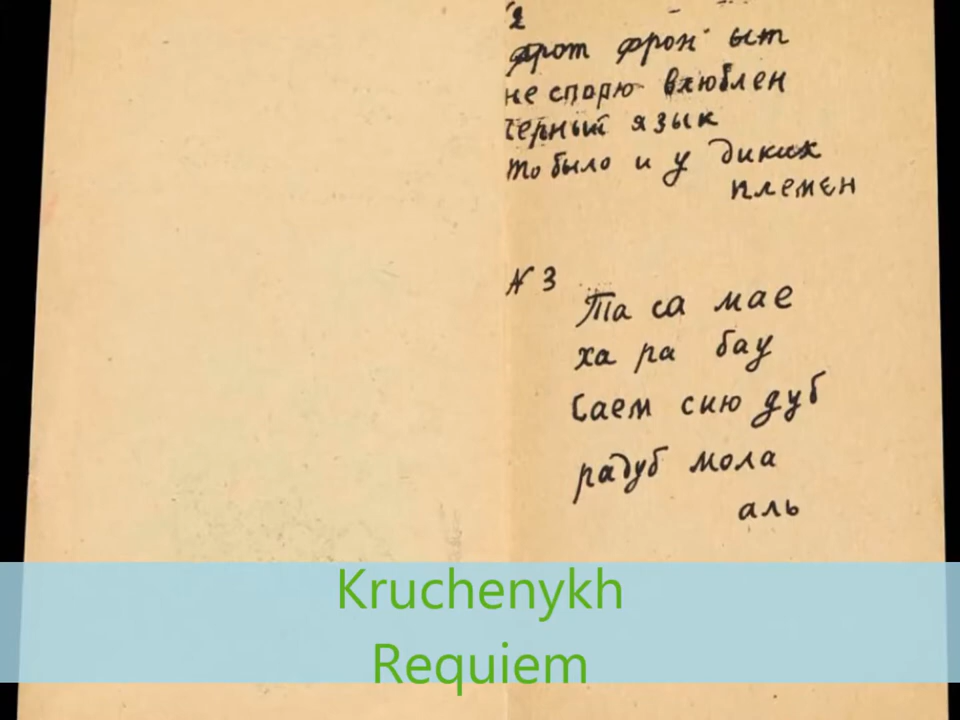 2
фрот фрон ыт
не спорю влюблен
черный язык
то было и у диких
племен
№ 3
Та са мае
ха ра бау
Саем сию дуб
радуб мола
аль
Kruchenykh
Requiem